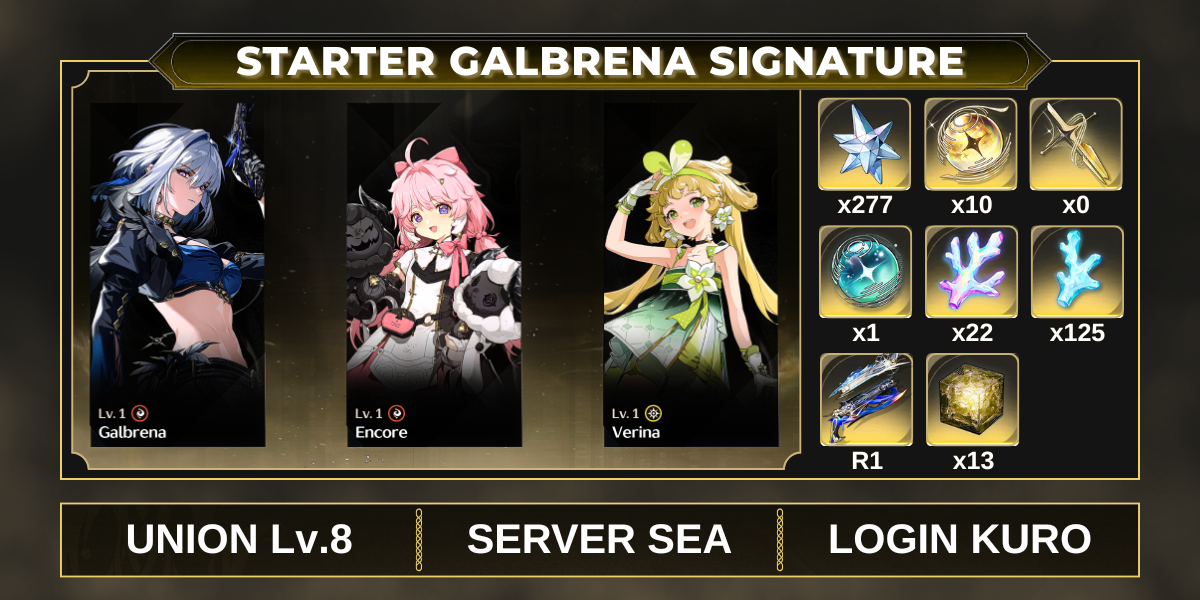 STARTER GALBRENA SIGNATURE
Lv. 1
Galbrena
Lv. 1
Encore
Lv. 1
Verina
x277
x10
x0
x1
x22
x125
R1
x13
UNION Lv.8
SERVER SEA
LOGIN KURO